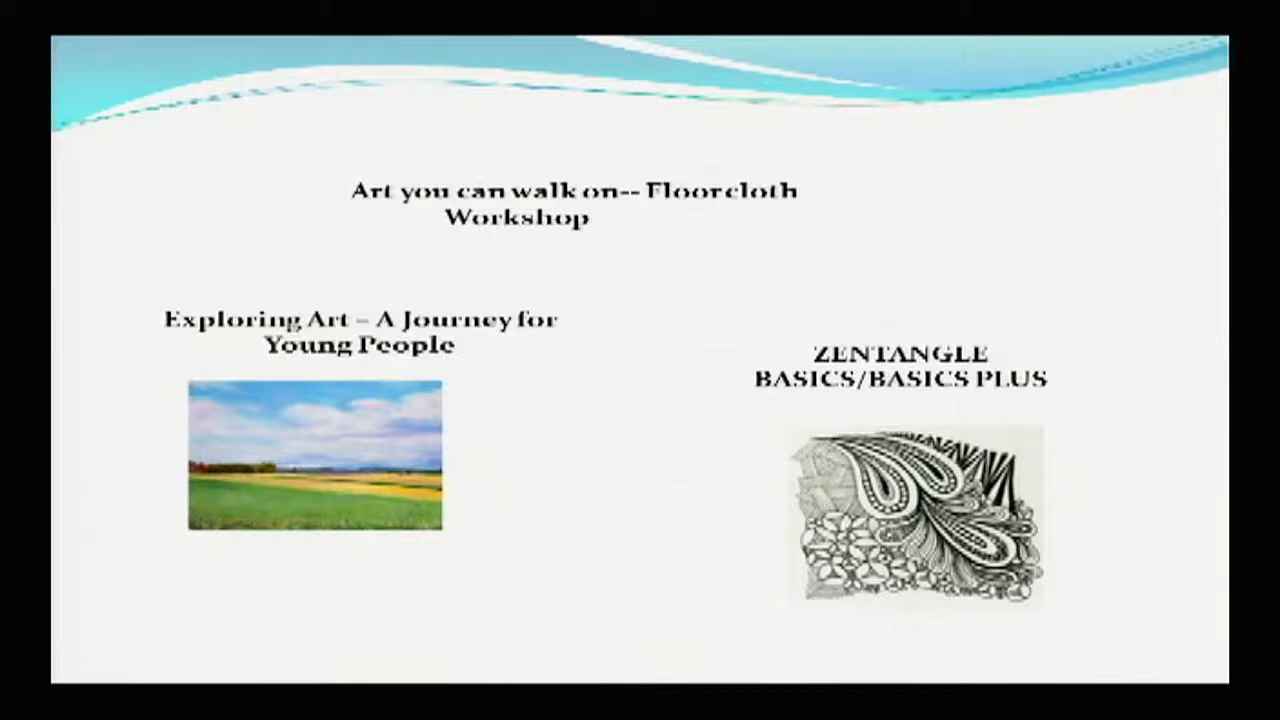 Art you can walk on-- Floorcloth
Workshop
Exploring Art – A Journey for
Young People
ZENTANGLE
BASICS/BASICS PLUS